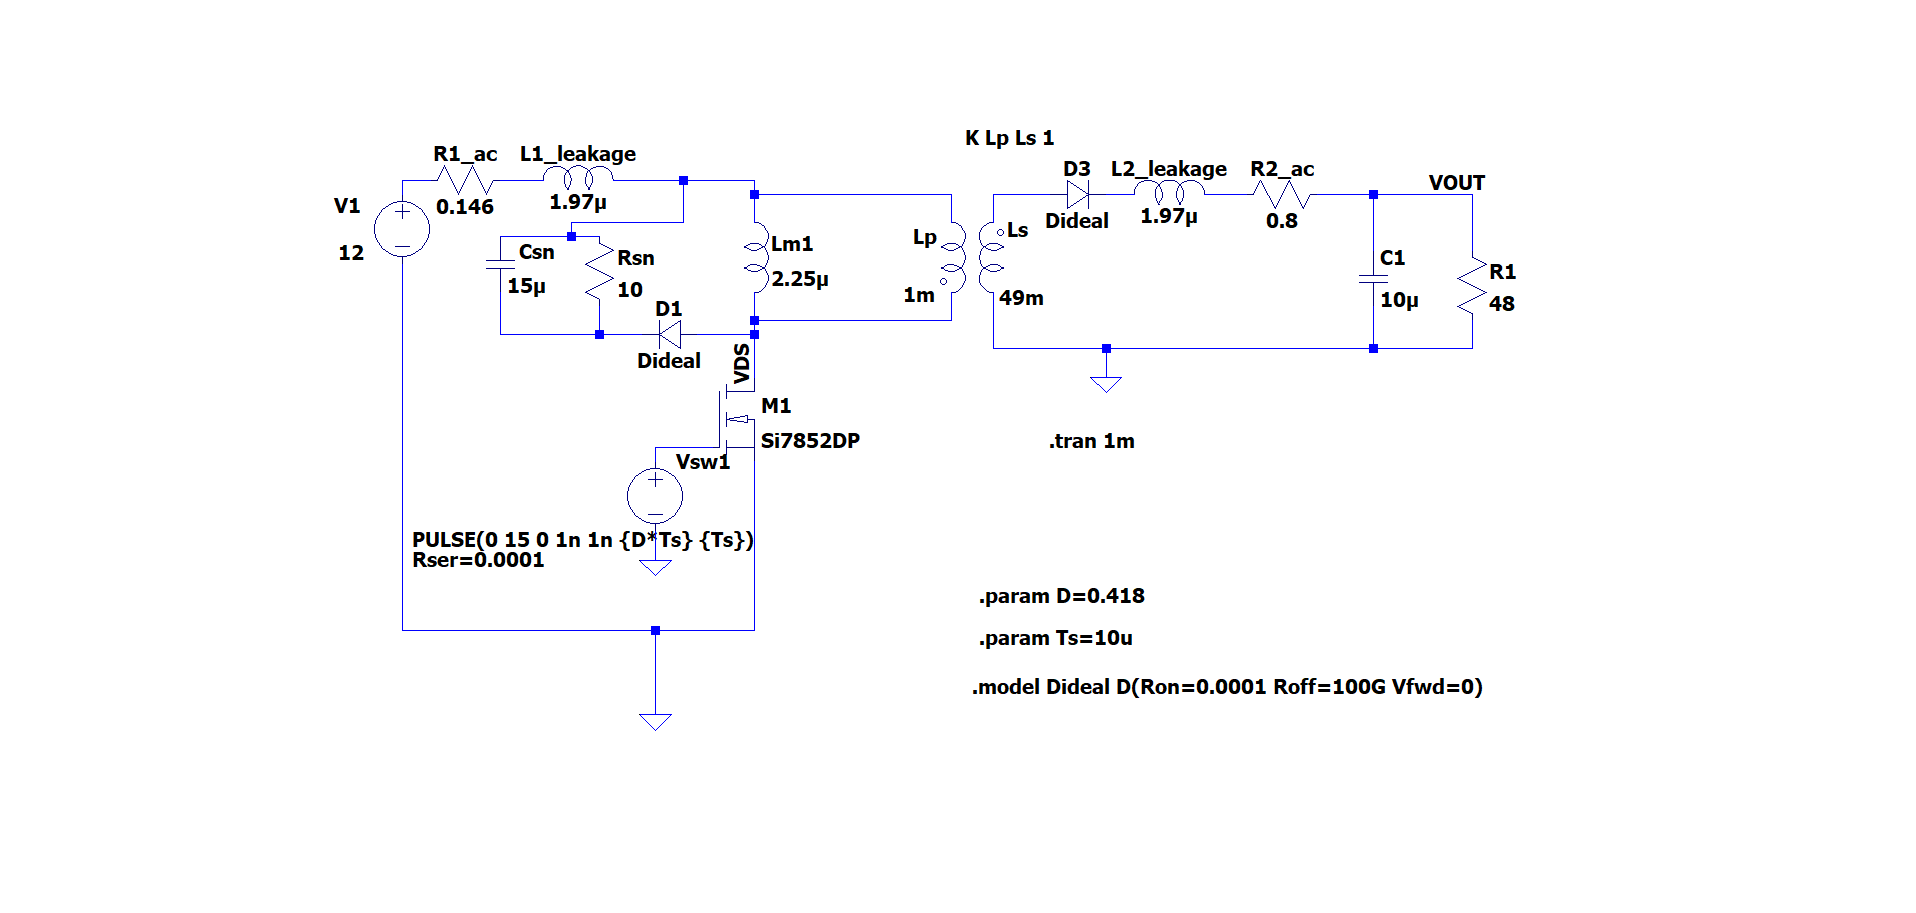 K Lp Ls 1
R1_ac
L1_leakage
D3
L2_leakage
R2_ac
VOUT
V1
0.146
1.97µ
Dideal
1.97µ
0.8
12
Csn
15µ
Rsn
10
Lm1
2.25µ
Lp
1m
Ls
49m
C1
10µ
R1
48
D1
Dideal
VDS
M1
Si7852DP
Vsw1
.tran 1m
PULSE(0 15 0 1n 1n {D*Ts} {Ts})
Rser=0.0001
.param D=0.418
.param Ts=10u
.model Dideal D(Ron=0.0001 Roff=100G Vfwd=0)